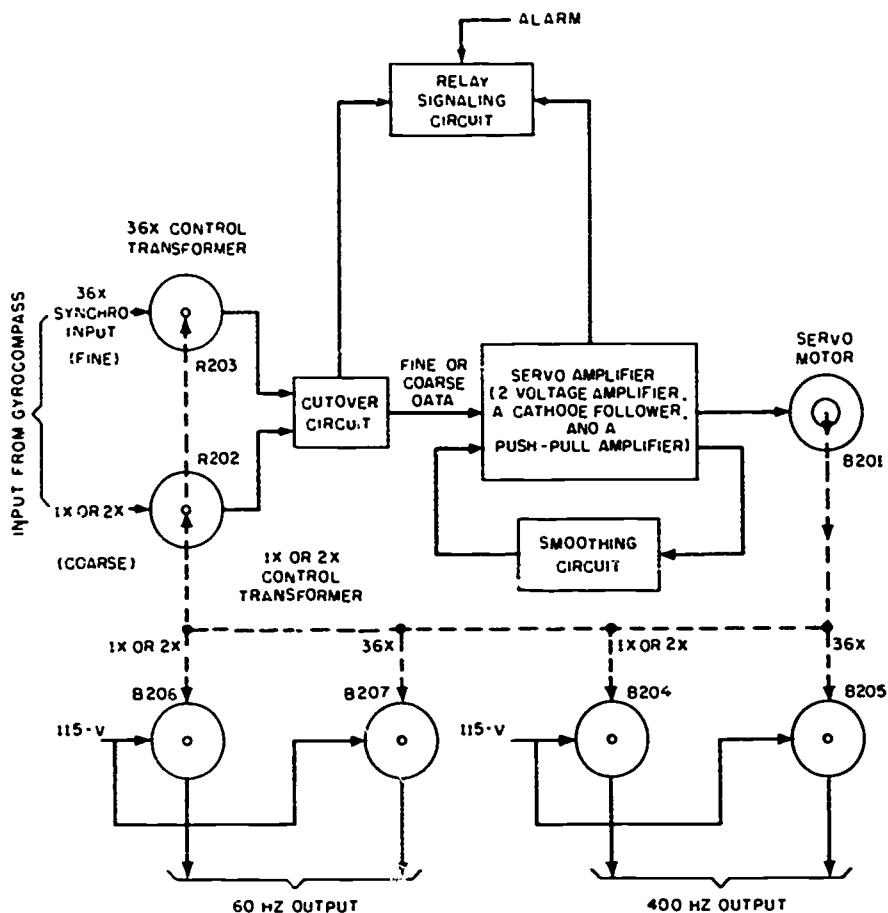 ALARM
RELAY
SIGNALING
CIRCUIT
36X CONTROL
TRANSFORMER
INPUT FROM GYROCOMPASS
36X
SYNCHRO
INPUT
(FINE)
R203
R202
1X OR 2X
(COARSE)
CUTOVER
CIRCUIT
FINE OR
COARSE
DATA
SERVO AMPLIFIER
(2 VOLTAGE AMPLIFIER,
A CATHODE FOLLOWER,
AND A
PUSH-PULL AMPLIFIER)
SERVO
MOTOR
B201
SMOOTHING
CIRCUIT
1X OR 2X
CONTROL
TRANSFORMER
1X OR 2X
36X
1X OR 2X
36X
B206
B207
B204
B205
115-V
115-V
60 HZ OUTPUT
400 HZ OUTPUT